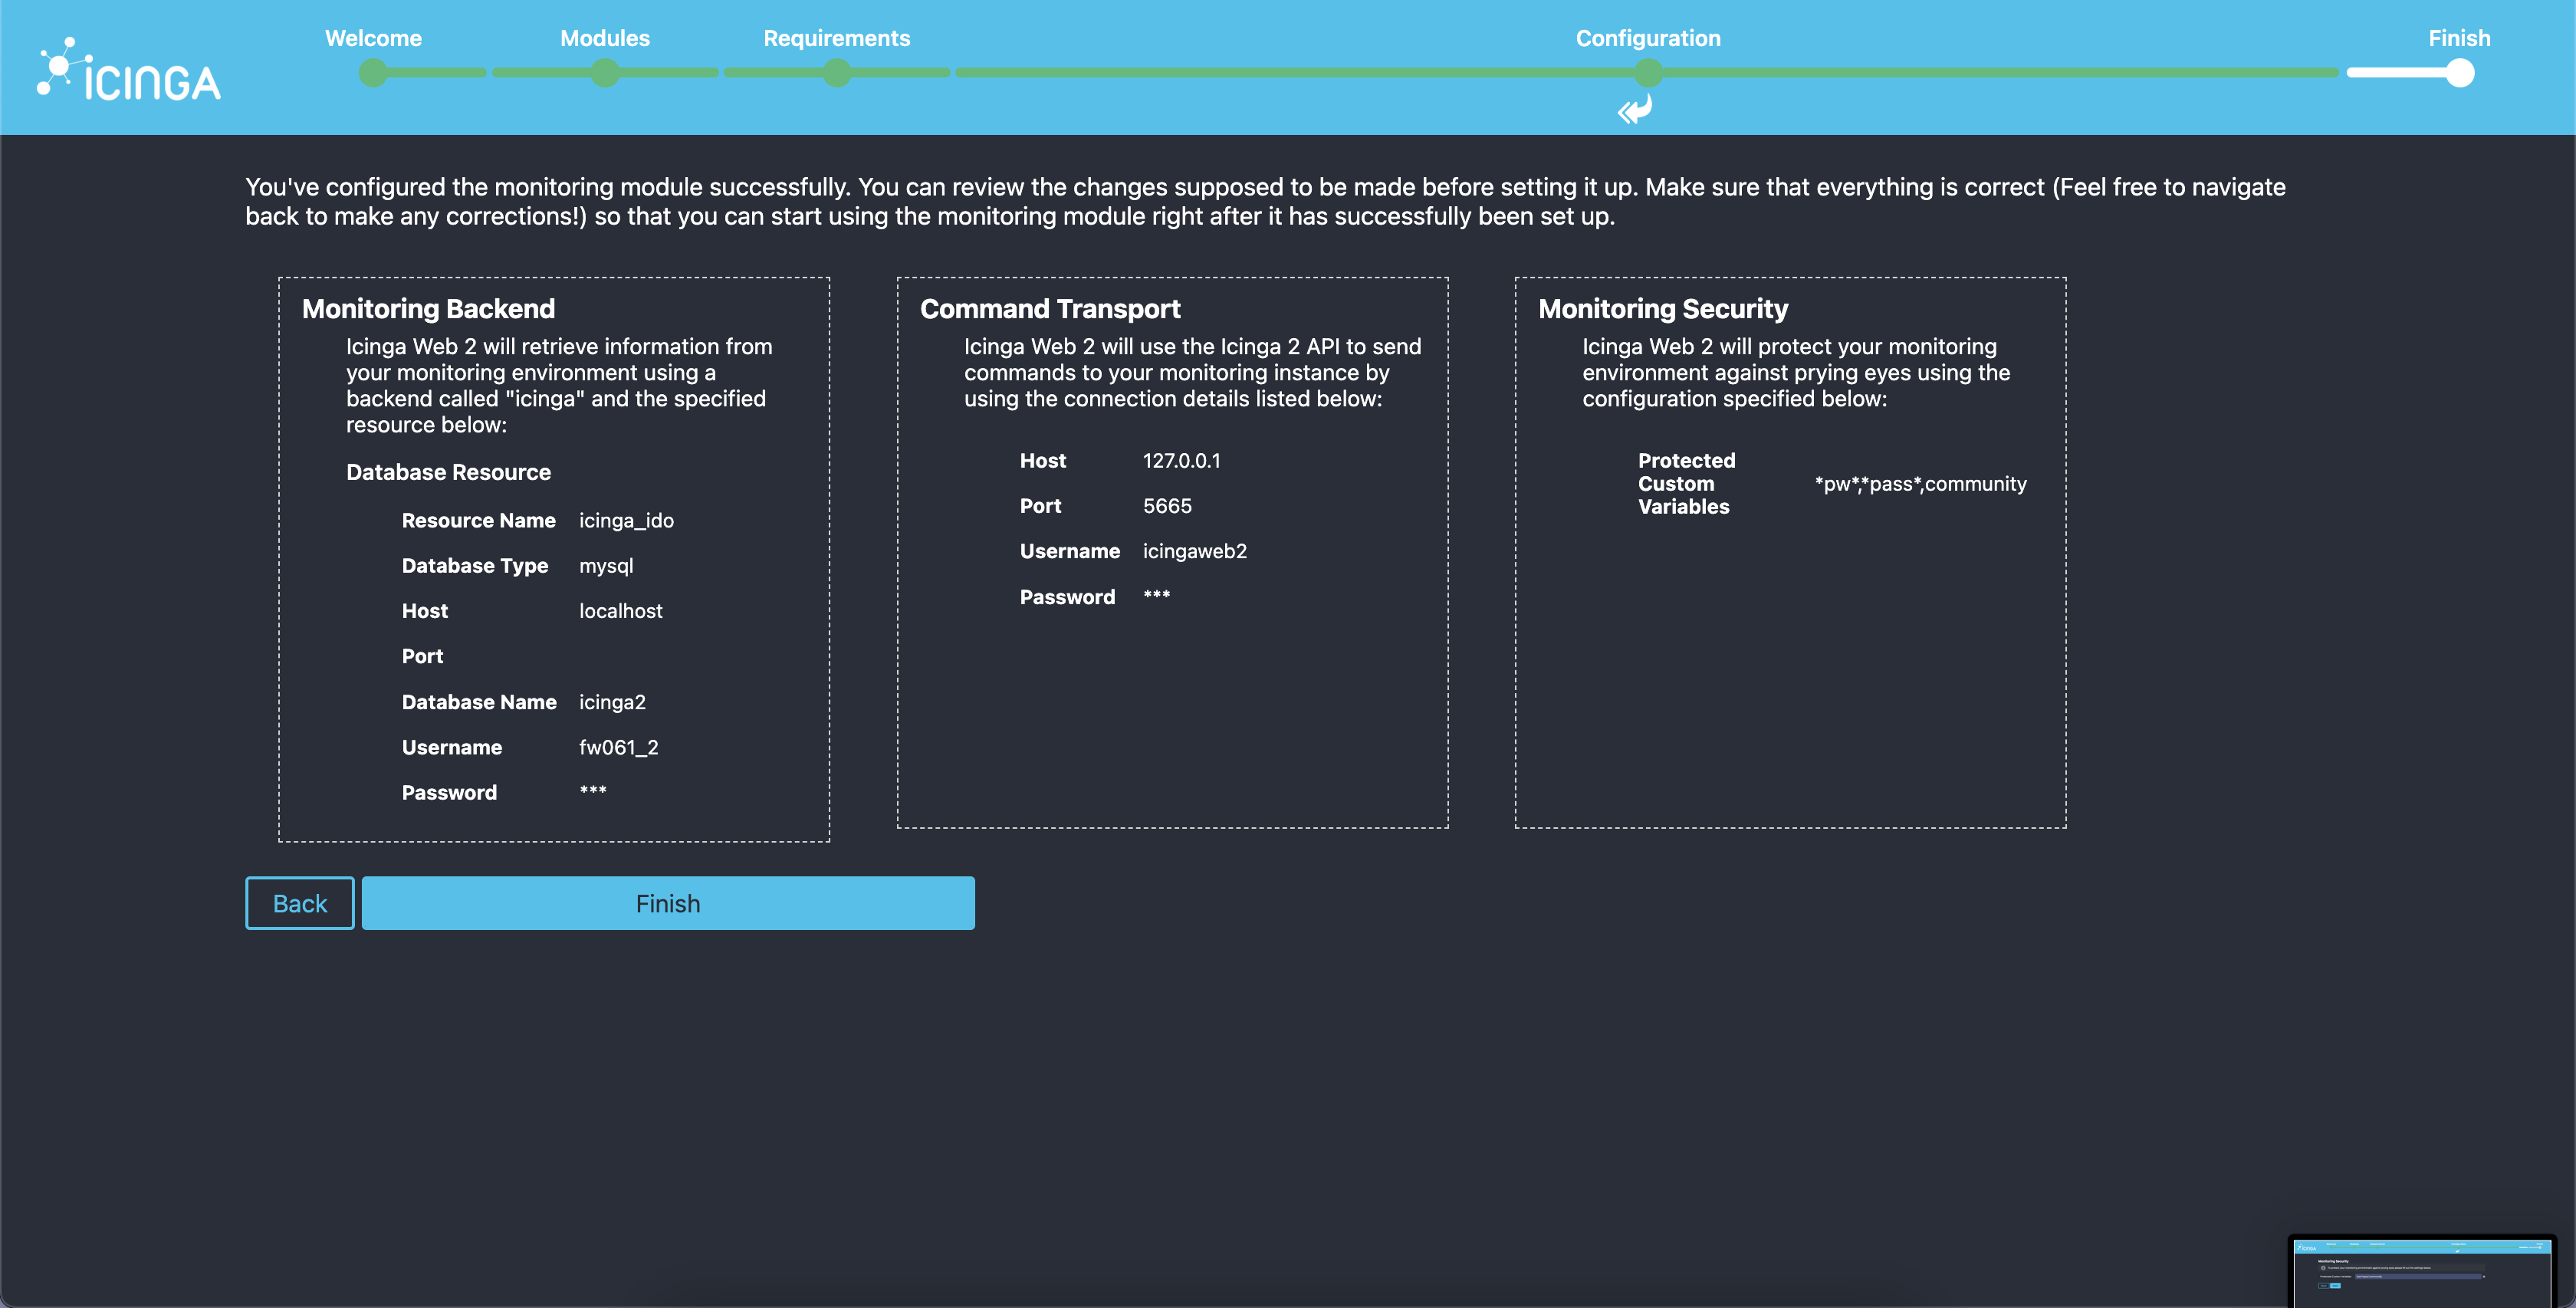 ICINGA
Welcome
Modules
Requirements
Configuration
Finish
You've configured the monitoring module successfully. You can review the changes supposed to be made before setting it up. Make sure that everything is correct (Feel free to navigate
back to make any corrections!) so that you can start using the monitoring module right after it has successfully been set up.
Monitoring Backend
Icinga Web 2 will retrieve information from
your monitoring environment using a
backend called "icinga" and the specified
resource below:
Database Resource
Resource Name icinga_ido
Database Type mysql
Host localhost
Port
Database Name icinga2
Username fw061_2
Password ***
Command Transport
Icinga Web 2 will use the Icinga 2 API to send
commands to your monitoring instance by
using the connection details listed below:
Host 127.0.0.1
Port 5665
Username icingaweb2
Password ***
Monitoring Security
Icinga Web 2 will protect your monitoring
environment against prying eyes using the
configuration specified below:
Protected
Custom *pw*,*pass*,community
Variables
Back
Finish
Monitoring Security